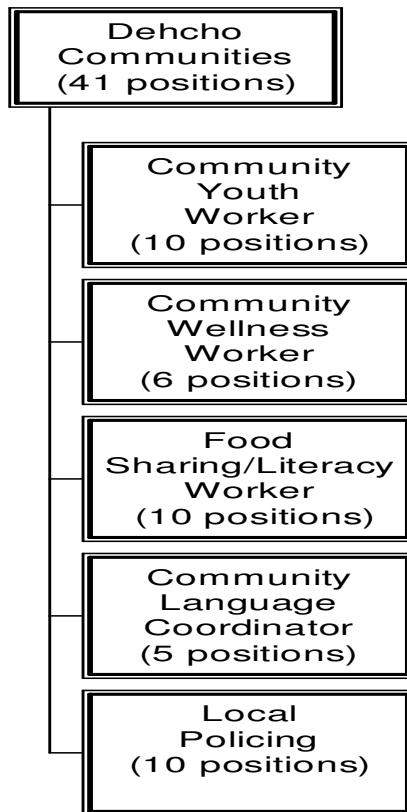 Dehcho
Communities
(41 positions)
Community
Youth
Worker
(10 positions)
Community
Wellness
Worker
(6 positions)
Food
Sharing/Literacy
Worker
(10 positions)
Community
Language
Coordinator
(5 positions)
Local
Policing
(10 positions)